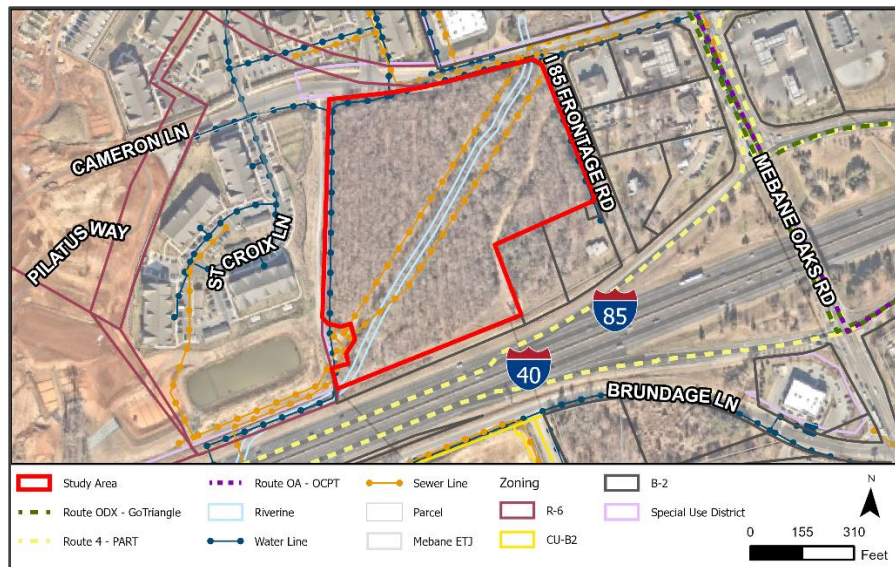 CAMERON LN
I85 FRONTAGE RD
MEBANE OAKS RD
PILATUS WAY
ST CROIX LN
85
40
BRUNDAGE LN
Study Area
Route OA - OCPT
Sewer Line
Zoning
B-2
Route ODX - GoTriangle
Riverine
Parcel
R-6
Special Use District
Route 4 - PART
Water Line
Mebane ETJ
CU-B2
N
0 155 310
Feet